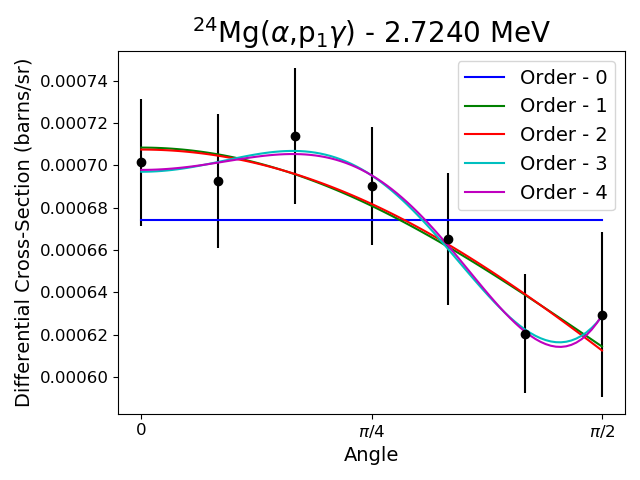 ²⁴Mg(α,p₁γ) - 2.7240 MeV
Differential Cross-Section (barns/sr)
0.00074
0.00072
0.00070
0.00068
0.00066
0.00064
0.00062
0.00060
Order - 0
Order - 1
Order - 2
Order - 3
Order - 4
0
π/4
π/2
Angle